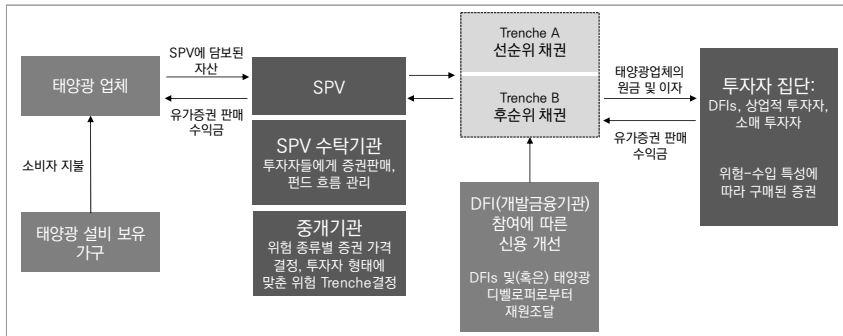 태양광 업체
SPV에 담보된
자산
유가증권 판매
수익금
소비자 지불
태양광 설비 보유
가구
SPV
SPV 수탁기관
투자자들에게 증권판매,
펀드 흐름 관리
중개기관
위험 종류별 증권 가격
결정, 투자자 형태에
맞춘 위험 Trenche결정
Trenche A
선순위 채권
Trenche B
후순위 채권
DFI(개발금융기관)
참여에 따른
신용 개선
DFIs 및(혹은) 태양광
디벨로퍼로부터
재원조달
태양광업체의
원금 및 이자
유가증권 판매
수익금
투자자 집단:
DFIs, 상업적 투자자,
소매 투자자
위험-수입 특성에
따라 구매된 증권